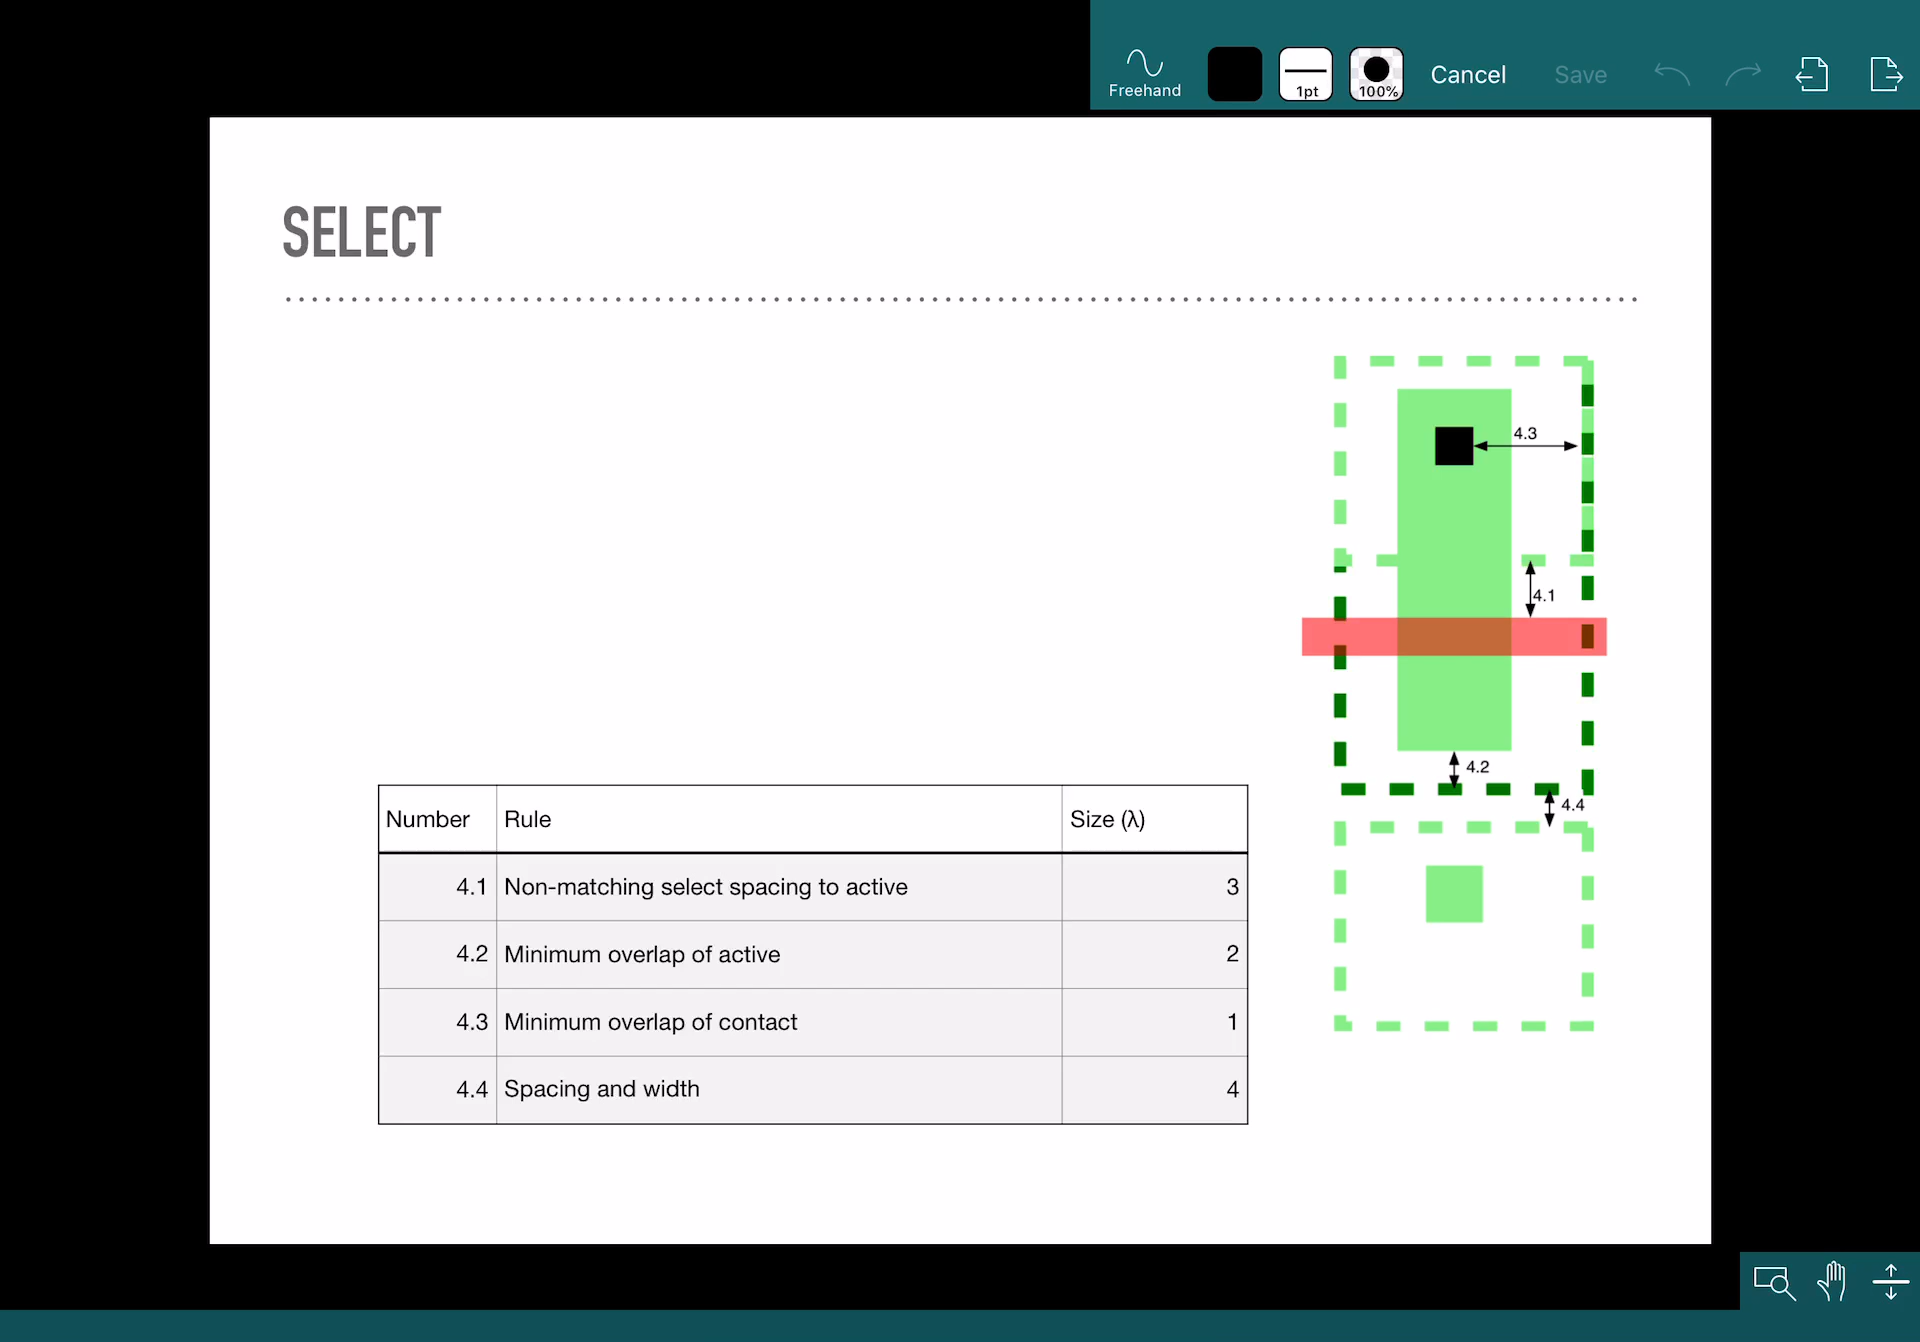 Freehand
1pt
100%
Cancel
Save
SELECT
4.3
4.1
4.2
4.4
Number Rule Size (λ)
4.1 Non-matching select spacing to active 3
4.2 Minimum overlap of active 2
4.3 Minimum overlap of contact 1
4.4 Spacing and width 4